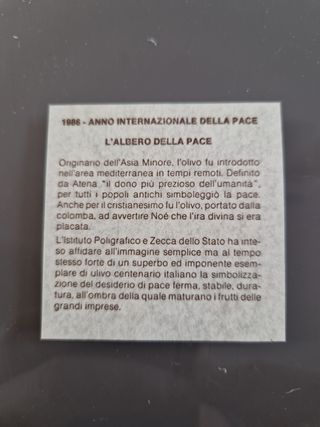 1986 - ANNO INTERNAZIONALE DELLA PACE
L'ALBERO DELLA PACE
Originario dell'Asia Minore, l'olivo fu introdotto
nell'area mediterranea in tempi remoti. Definito
da Atena "il dono più prezioso dell'umanità",
per tutti i popoli antichi simboleggiò la pace.
Anche per il cristianesimo fu l'olivo, portato dalla
colomba, ad avvertire Noé che l'ira divina si era
placata.
L'Istituto Poligrafico e Zecca dello Stato ha inte-
so affidare all'immagine semplice ma al tempo
stesso forte di un superbo ed imponente esem-
plare di ulivo centenario italiano la simbolizza-
zione del desiderio di pace ferma, stabile, dura-
tura, all'ombra della quale maturano i frutti delle
grandi imprese.